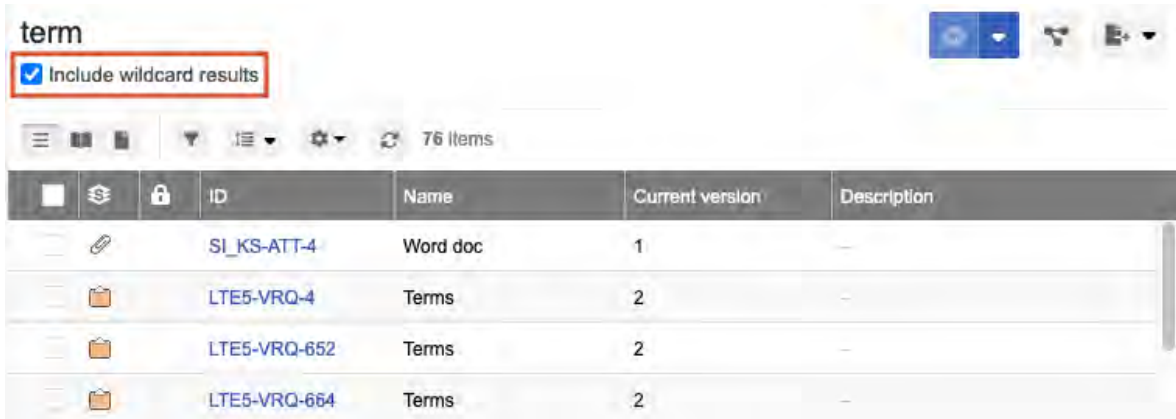 term
Include wildcard results
76 items
ID Name Current version Description
SI_KS-ATT-4 Word doc 1 –
LTE5-VRQ-4 Terms 2 –
LTE5-VRQ-652 Terms 2 –
LTE5-VRQ-664 Terms 2 –